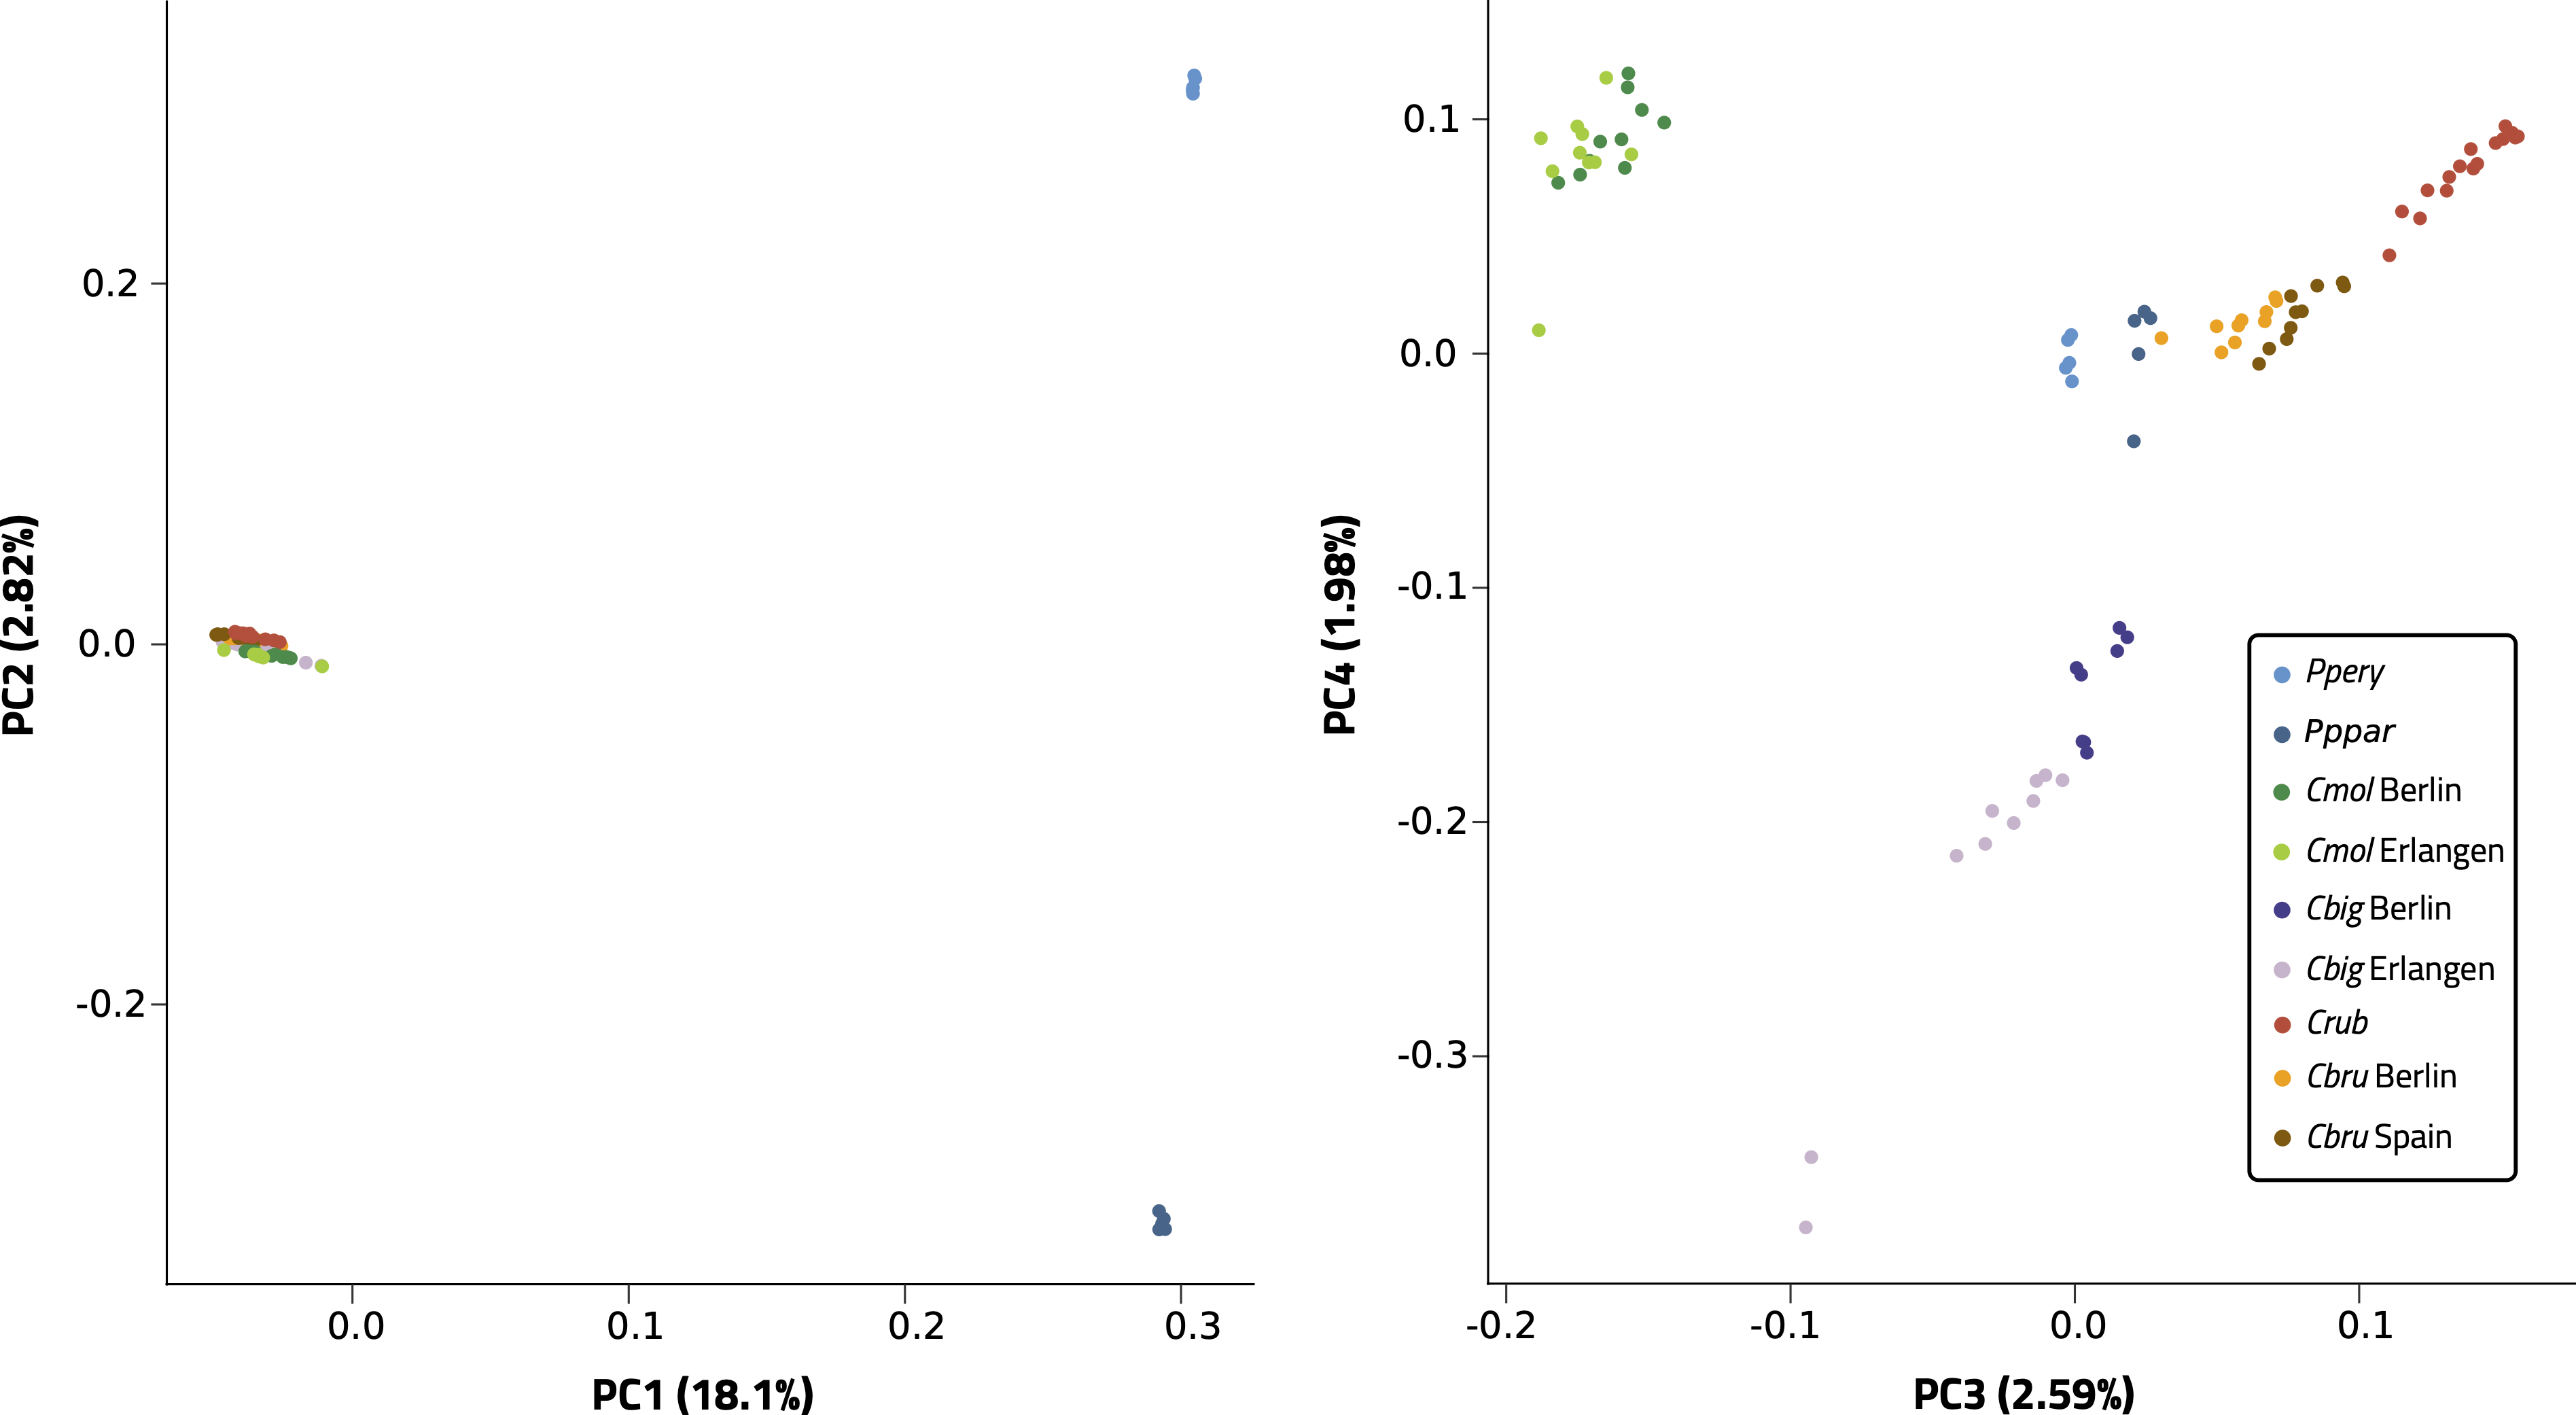 PC2 (2.82%)
0.2
0.0
-0.2
0.0 0.1 0.2 0.3
PC1 (18.1%)
PC4 (1.98%)
0.1
0.0
-0.1
-0.2
-0.3
-0.2 -0.1 0.0 0.1
PC3 (2.59%)
Ppery
Pppar
Cmol Berlin
Cmol Erlangen
Cbig Berlin
Cbig Erlangen
Crub
Cbru Berlin
Cbru Spain